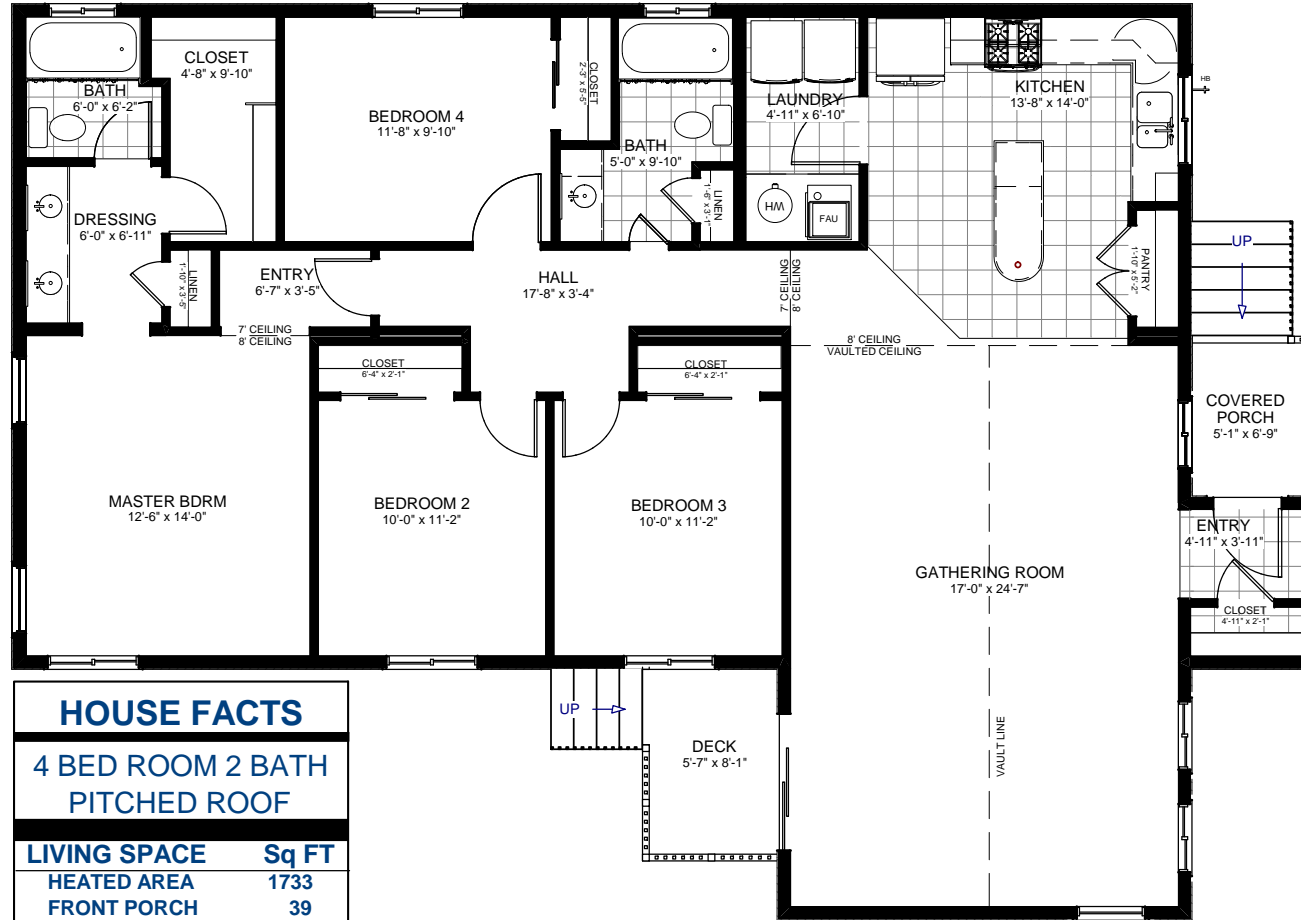 CLOSET
4'-8" x 9'-10"
BATH
6'-0" x 6'-2"
BEDROOM 4
11'-8" x 9'-10"
CLOSET
2'-3" x 5'-5"
BATH
5'-0" x 9'-10"
LAUNDRY
4'-11" x 6'-10"
KITCHEN
13'-8" x 14'-0"
HB
DRESSING
6'-0" x 6'-11"
LINEN
1'-10" x 3'-5"
LINEN
1'-6" x 3'-1"
FAU
PANTRY
1'-10" x 5'-2"
UP
ENTRY
6'-7" x 3'-5"
HALL
17'-8" x 3'-4"
7' CEILING
8' CEILING
7' CEILING
8' CEILING
8' CEILING
VAULTED CEILING
CLOSET
6'-4" x 2'-1"
CLOSET
6'-4" x 2'-1"
COVERED
PORCH
5'-1" x 6'-9"
MASTER BDRM
12'-6" x 14'-0"
BEDROOM 2
10'-0" x 11'-2"
BEDROOM 3
10'-0" x 11'-2"
GATHERING ROOM
17'-0" x 24'-7"
ENTRY
4'-11" x 3'-11"
CLOSET
4'-11" x 2'-1"
UP
DECK
5'-7" x 8'-1"
VAULT LINE
HOUSE FACTS
4 BED ROOM 2 BATH
PITCHED ROOF
LIVING SPACE Sq FT
HEATED AREA 1733
FRONT PORCH 39